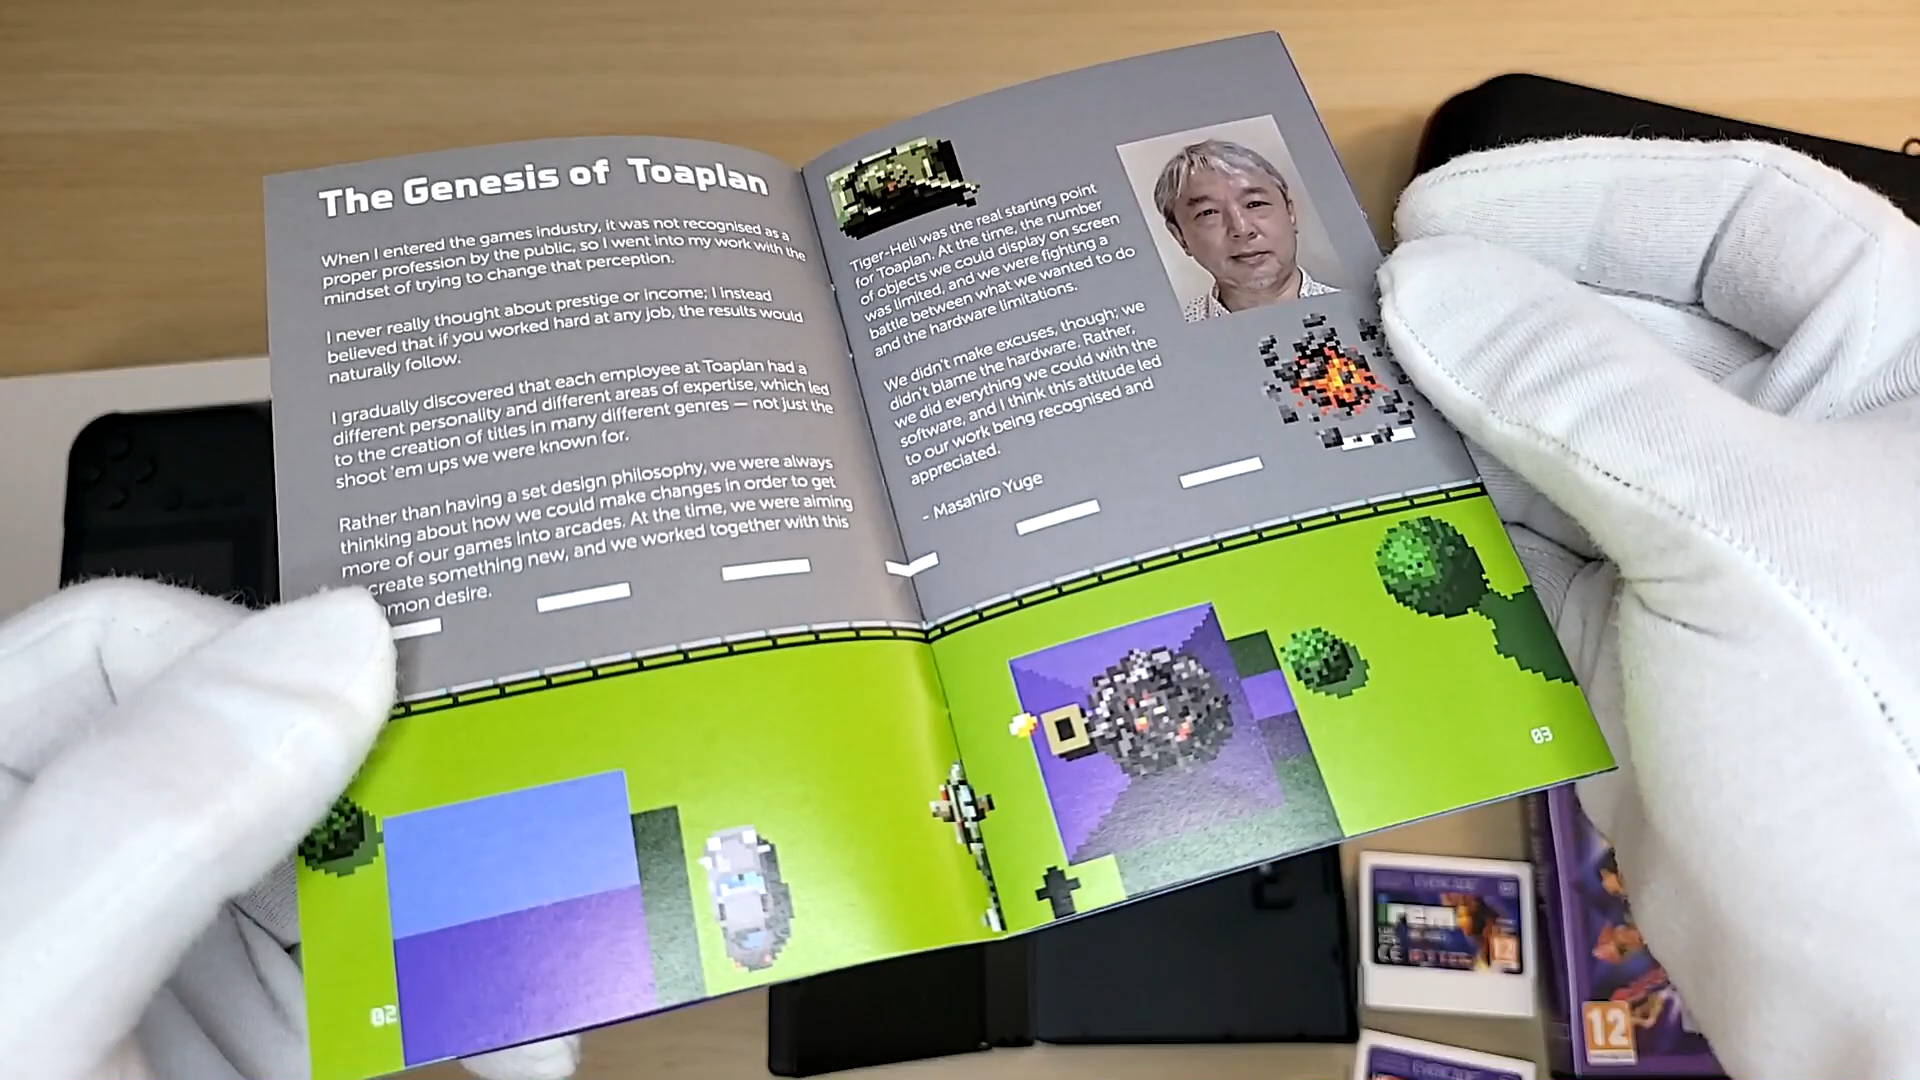 The Genesis of Toaplan
When I entered the games industry, it was not recognised as a
proper profession by the public, so I went into my work with the
mindset of trying to change that perception.
I never really thought about prestige or income; I instead
believed that if you worked hard at any job, the results would
naturally follow.
I gradually discovered that each employee at Toaplan had a
different personality and different areas of expertise, which led
to the creation of titles in many different genres — not just the
shoot 'em ups we were known for.
Rather than having a set design philosophy, we were always
thinking about how we could make changes in order to get
more of our games into arcades. At the time, we were aiming
create something new, and we worked together with this
mon desire.
02
Tiger-Heli was the real starting point
for Toaplan. At the time, the number
of objects we could display on screen
was limited, and we were fighting a
battle between what we wanted to do
and the hardware limitations.
We didn't make excuses, though; we
didn't blame the hardware. Rather,
we did everything we could with the
software, and I think this attitude led
to our work being recognised and
appreciated.
- Masahiro Yuge
03
EVERCADE
irem
12
12
EVERCADE